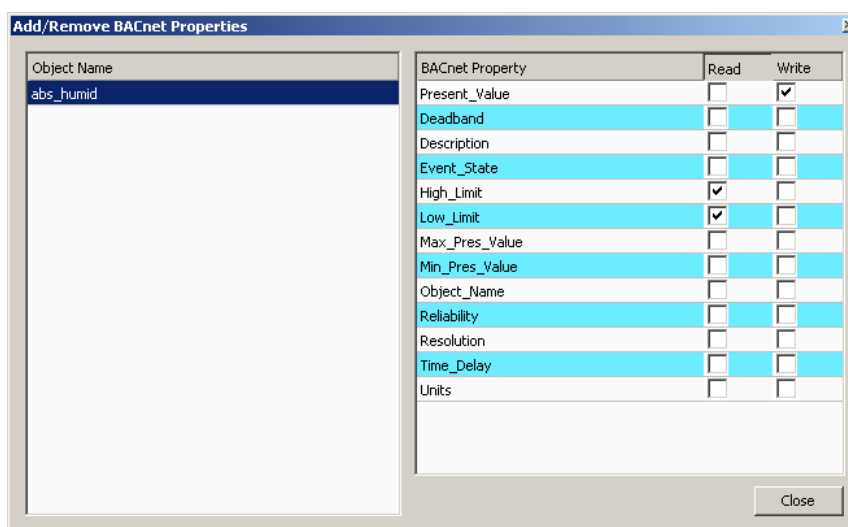 Add/Remove BACnet Properties
Object Name
abs_humid
BACnet Property Read Write
Present_Value
Deadband
Description
Event_State
High_Limit
Low_Limit
Max_Pres_Value
Min_Pres_Value
Object_Name
Reliability
Resolution
Time_Delay
Units
Close